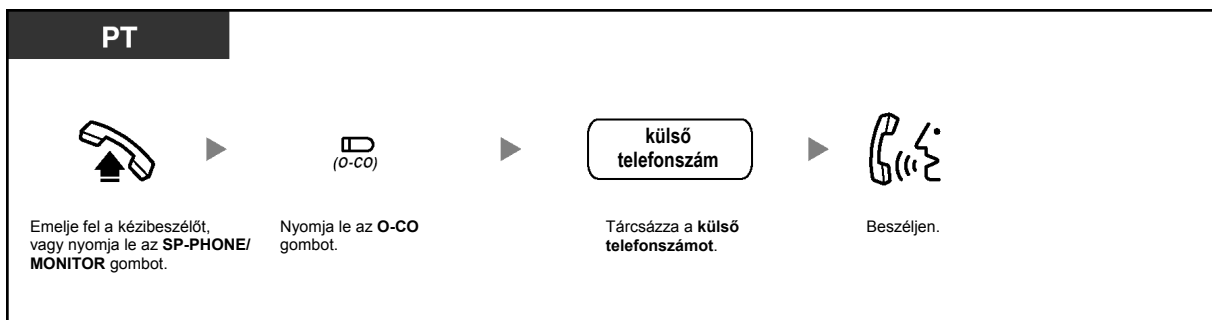 PT
(O-CO)
külső
telefonszám
Emelje fel a kézibeszélőt,
vagy nyomja le az SP-PHONE/
MONITOR gombot.
Nyomja le az O-CO
gombot.
Tárcsázza a külső
telefonszámot.
Beszéljen.